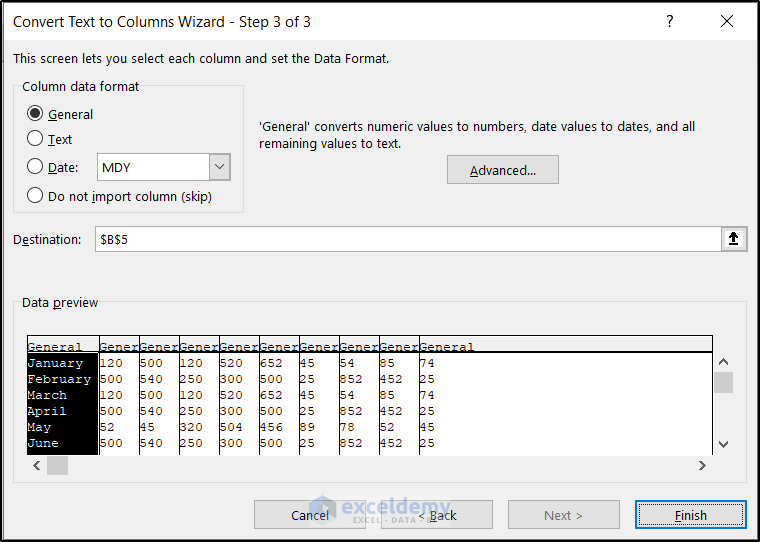 Convert Text to Columns Wizard - Step 3 of 3
This screen lets you select each column and set the Data Format.
Column data format
General
Text
Date: MDY
Do not import column (skip)
'General' converts numeric values to numbers, date values to dates, and all
remaining values to text.
Advanced...
Destination: $B$5
Data preview
General Gener Gener Gener Gener Gener Gener Gener Gener General
January 120 500 120 520 652 45 54 85 74
February 500 540 250 300 500 25 852 452 25
March 120 500 120 520 652 45 54 85 74
April 500 540 250 300 500 25 852 452 25
May 52 45 320 504 456 89 78 52 45
June 500 540 250 300 500 25 852 452 25
Cancel < Back Next > Finish
exceldemy
EXCEL - DATA -